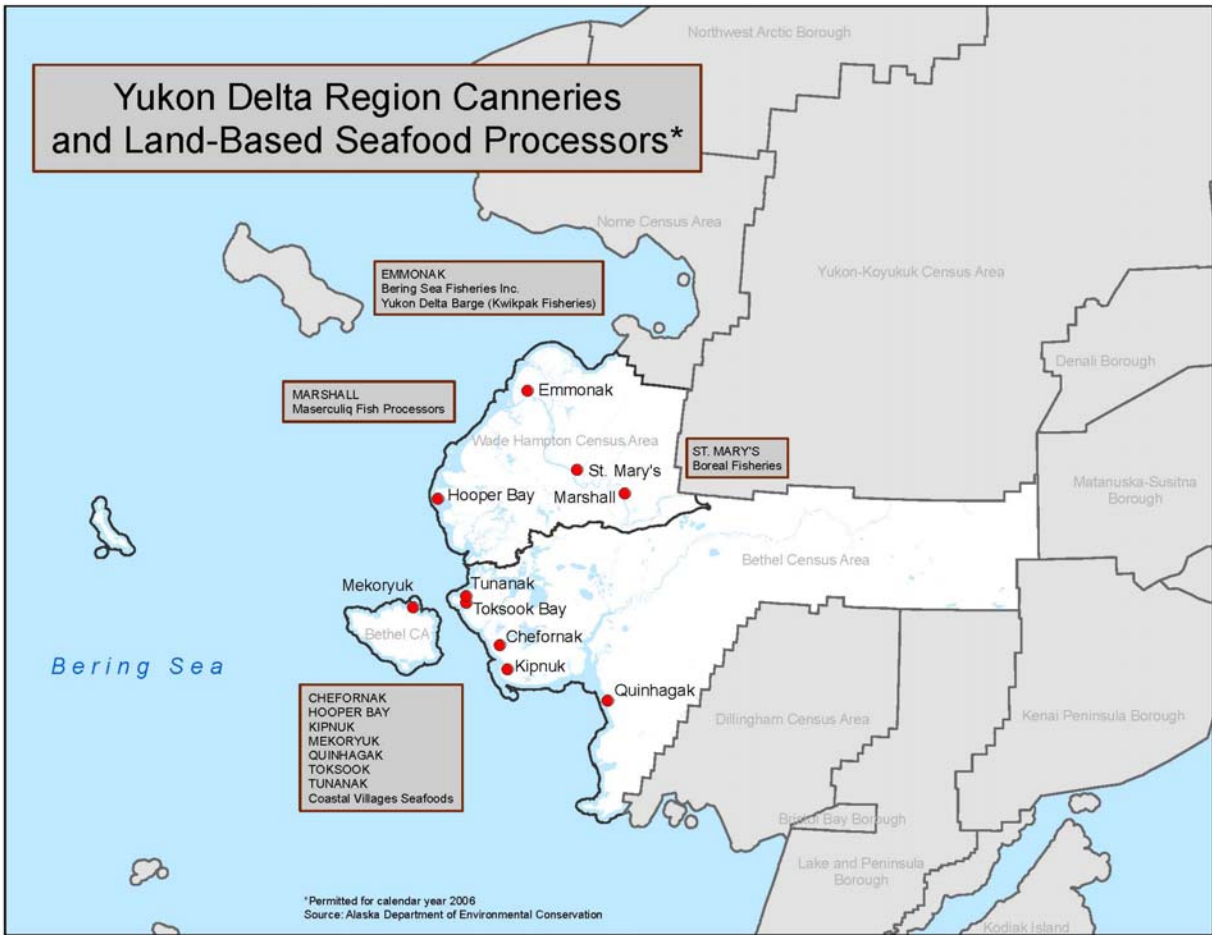 Northwest Arctic Borough
Yukon Delta Region Canneries
and Land-Based Seafood Processors*
Nome Census Area
Yukon-Koyukuk Census Area
EMMONAK
Bering Sea Fisheries Inc.
Yukon Delta Barge (Kwikpak Fisheries)
Denali Borough
MARSHALL
Maserculiq Fish Processors
Emmonak
Wade Hampton Census Area
ST. MARY'S
Boreal Fisheries
St. Mary's
Marshall
Hooper Bay
Matanuska-Susitna
Borough
Bethel Census Area
Mekoryuk
Tununak
Toksook Bay
Bethel CA
Chefornak
Kipnuk
Bering Sea
Quinhagak
CHEFORNAK
HOOPER BAY
KIPNUK
MEKORYUK
QUINHAGAK
TOKSOOK
TUNANAK
Coastal Villages Seafoods
Dillingham Census Area
Kenai Peninsula Borough
Bristol Bay Borough
Lake and Peninsula
Borough
Kodiak Island
*Permitted for calendar year 2006
Source: Alaska Department of Environmental Conservation